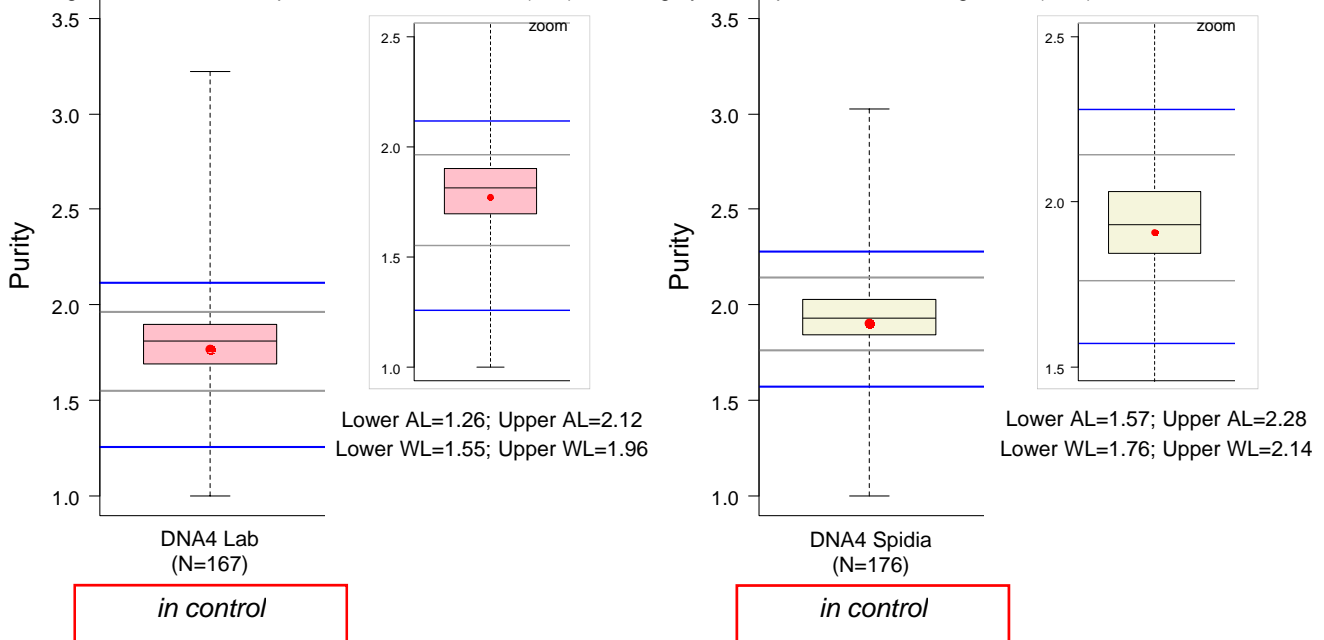 3.5
3.0
2.5
2.0
1.5
1.0
Purity
zoom
2.5
2.0
1.5
1.0
Lower AL=1.26; Upper AL=2.12
Lower WL=1.55; Upper WL=1.96
DNA4 Lab
(N=167)
in control
3.5
3.0
2.5
2.0
1.5
1.0
Purity
zoom
2.5
2.0
1.5
Lower AL=1.57; Upper AL=2.28
Lower WL=1.76; Upper WL=2.14
DNA4 Spidia
(N=176)
in control